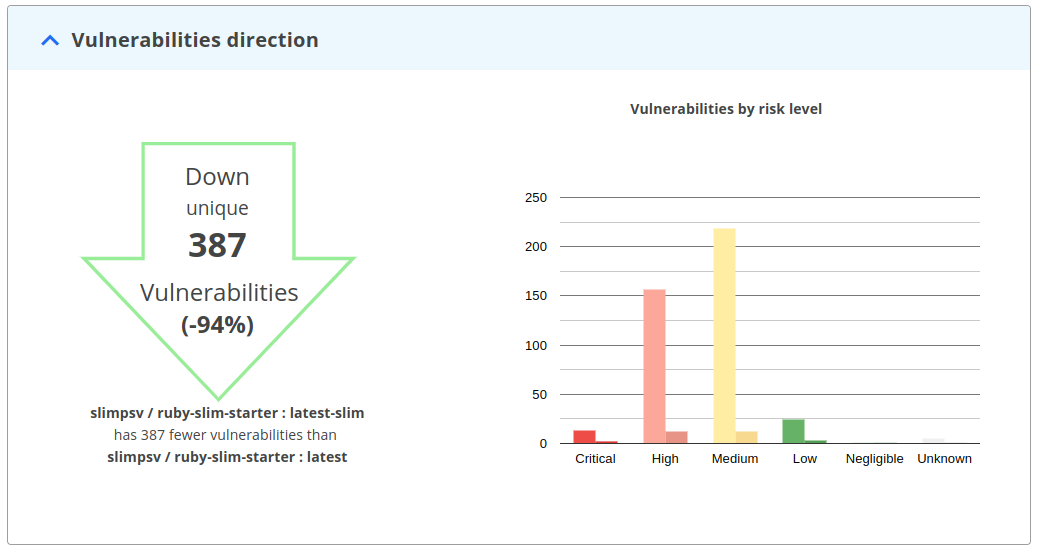 Vulnerabilities direction
Down
unique
387
Vulnerabilities
(-94%)
slimpsv / ruby-slim-starter : latest-slim
has 387 fewer vulnerabilities than
slimpsv / ruby-slim-starter : latest
Vulnerabilities by risk level
250
200
150
100
50
0
Critical High Medium Low Negligible Unknown